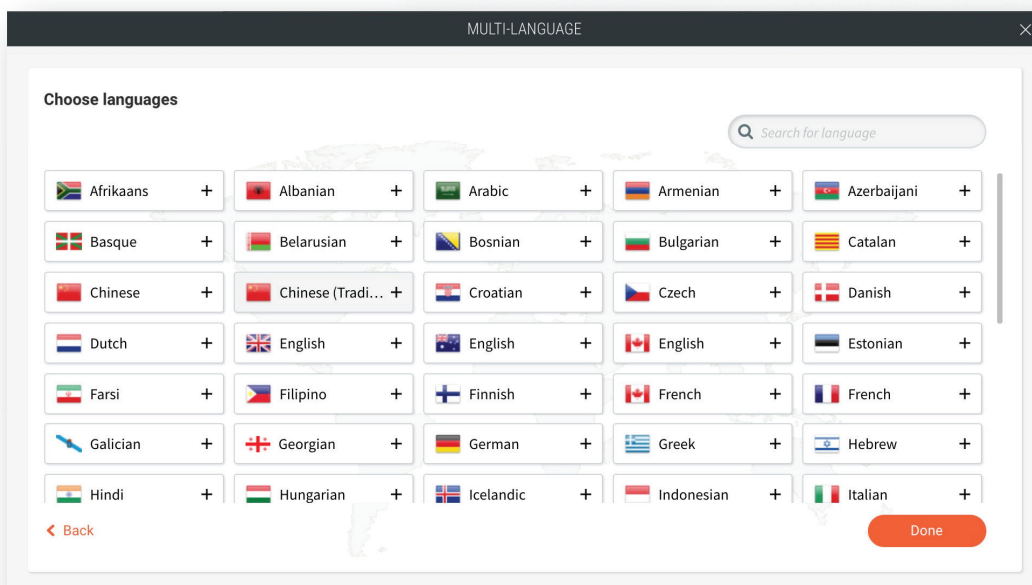 MULTI-LANGUAGE
Choose languages
Search for language
Afrikaans + Albanian + Arabic + Armenian + Azerbaijani +
Basque + Belarusian + Bosnian + Bulgarian + Catalan +
Chinese + Chinese (Tradi... + Croatian + Czech + Danish +
Dutch + English + English + English + Estonian +
Farsi + Filipino + Finnish + French + French +
Galician + Georgian + German + Greek + Hebrew +
Hindi + Hungarian + Icelandic + Indonesian + Italian +
Back Done